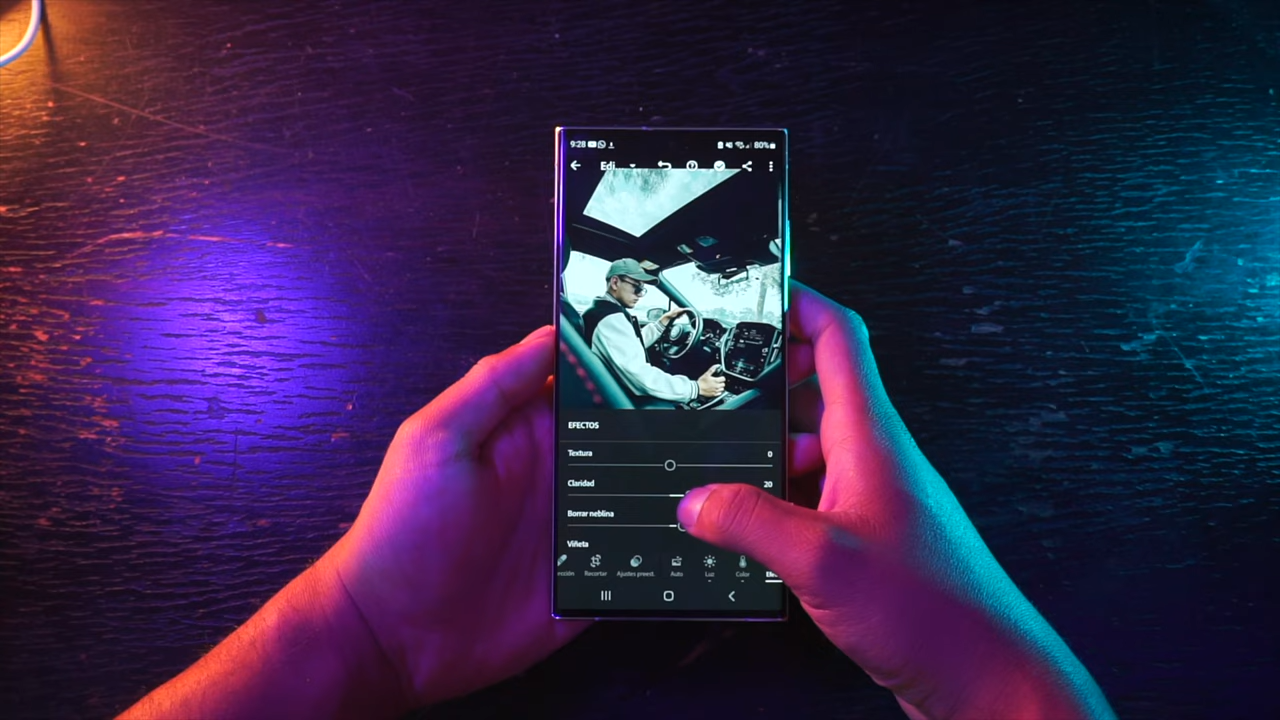 9:28 80%
Edi...
EFECTOS
Textura 0
Claridad 20
Borrar neblina
Viñeta
Recortar Ajustes preest. Auto Luz Color